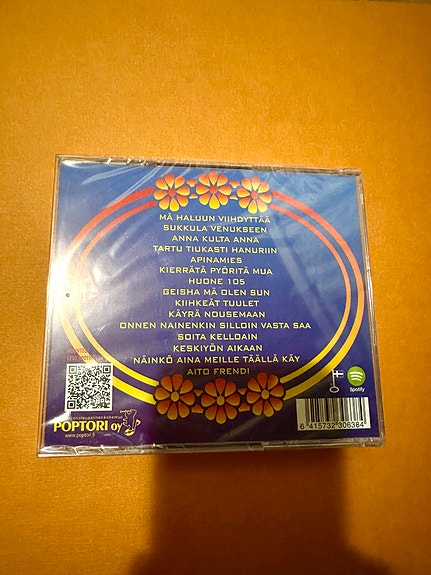 MÄ HALUUN VIIHDYTTÄÄ
SUKKULA VENUKSEEN
ANNA KULTA ANNA
TARTU TIUKASTI HANURIIN
APINAMIES
KIERRÄTÄ PYÖRITÄ MUA
HUONE 105
GEISHA MÄ OLEN SUN
KIIHKEÄT TUULET
KÄYRÄ NOUSEMAAN
ONNEN NAINENKIN SILLOIN VASTA SAA
SOITA KELLOAIN
KESKIYÖN AIKAAN
NÄINKÖ AINA MEILLE TÄÄLLÄ KÄY
AITO FRENDI
POPTORI oy
www.poptori.fi
Spotify
6 415732 306384